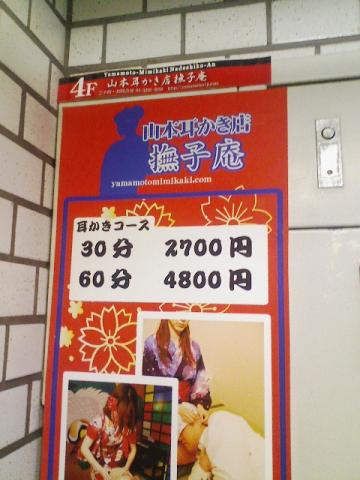 Yamamoto-Mimikaki Nadeshiko-An
4F 山本耳かき店撫子庵
山本耳かき店
撫子庵
yamamotomimikaki.com
耳かきコース
30分 2700円
60分 4800円